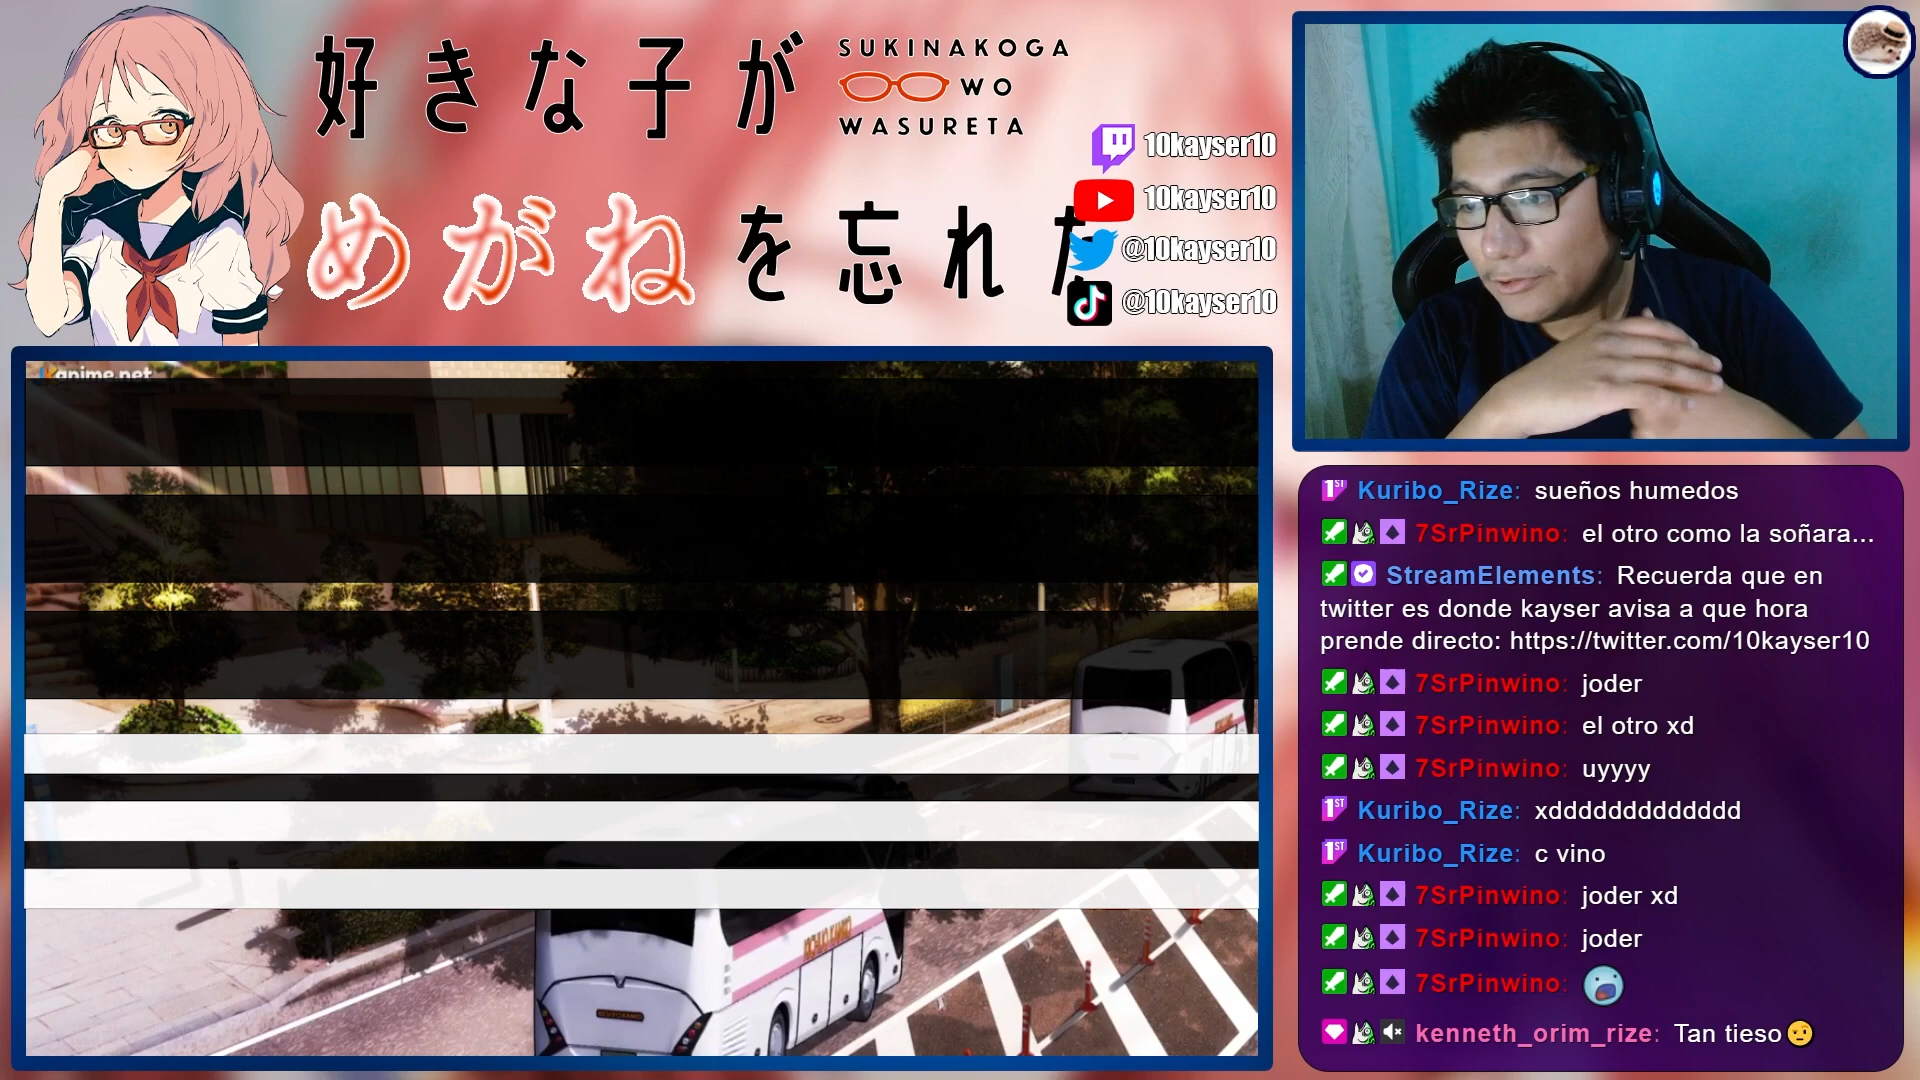 好きな子が
SUKINAKOGA
WO
WASURETA
めがねを忘れた
10kayser10
10kayser10
@10kayser10
@10kayser10
anime.net
Kuribo_Rize: sueños humedos
7SrPinwino: el otro como la soñara...
StreamElements: Recuerda que en
twitter es donde kayser avisa a que hora
prende directo: https://twitter.com/10kayser10
7SrPinwino: joder
7SrPinwino: el otro xd
7SrPinwino: uyyyy
Kuribo_Rize: xddddddddddddd
Kuribo_Rize: c vino
7SrPinwino: joder xd
7SrPinwino: joder
7SrPinwino:
kenneth_orim_rize: Tan tieso